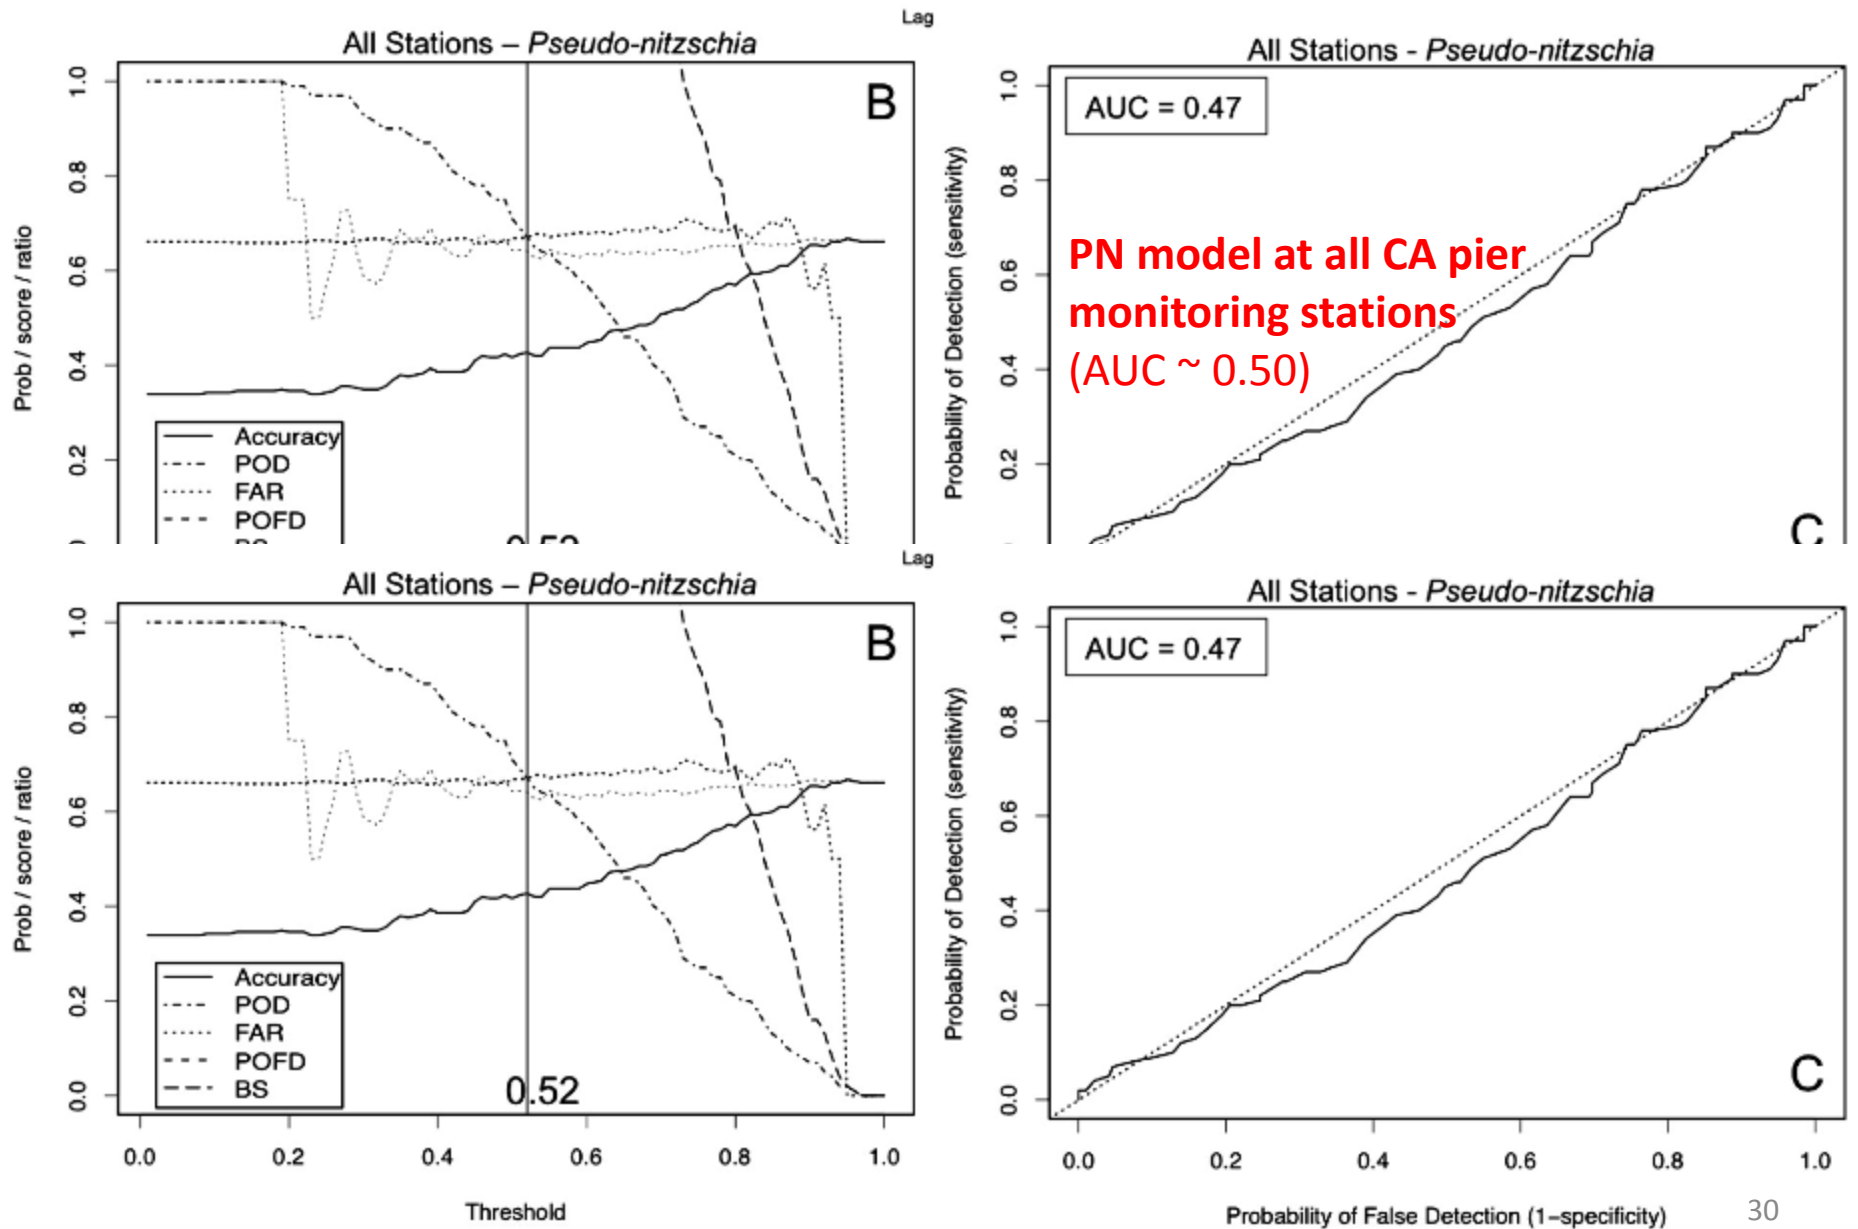 Lag
All Stations – Pseudo-nitzschia
B
1.0
0.8
0.6
0.4
0.2
Prob / score / ratio
Accuracy
POD
FAR
POFD
All Stations - Pseudo-nitzschia
AUC = 0.47
1.0
0.8
0.6
0.4
0.2
Probability of Detection (sensitivity)
PN model at all CA pier
monitoring stations
(AUC ~ 0.50)
C
Lag
All Stations – Pseudo-nitzschia
B
1.0
0.8
0.6
0.4
0.2
0.0
Prob / score / ratio
Accuracy
POD
FAR
POFD
BS
0.52
0.0 0.2 0.4 0.6 0.8 1.0
Threshold
All Stations - Pseudo-nitzschia
AUC = 0.47
1.0
0.8
0.6
0.4
0.2
0.0
Probability of Detection (sensitivity)
C
0.0 0.2 0.4 0.6 0.8 1.0
Probability of False Detection (1–specificity)
30